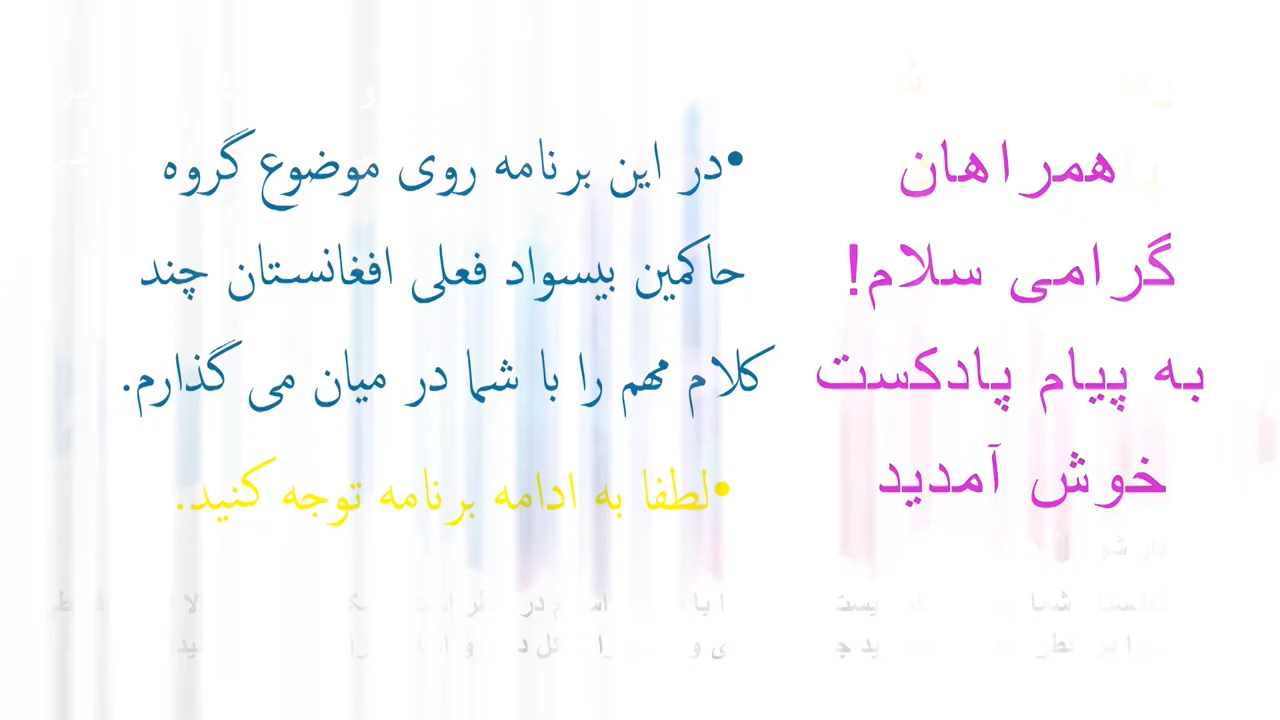 همراهان
گرامی سلام!
به پیام پادکست
خوش آمدید
•در این برنامه روی موضوع گروه
حاکمین بیسواد فعلی افغانستان چند
کلام مهم را با شما در میان می گذارم.
•لطفا به ادامه برنامه توجه کنید.